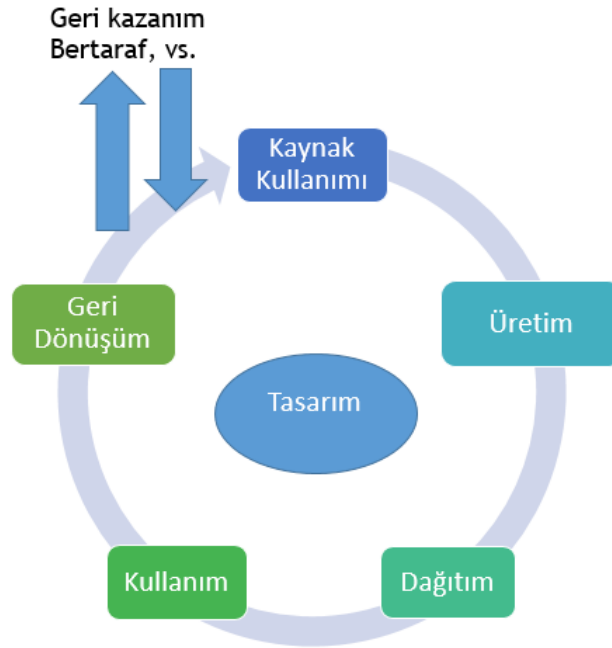 Geri kazanım
Bertaraf, vs.
Kaynak
Kullanımı
Üretim
Dağıtım
Kullanım
Geri
Dönüşüm
Tasarım